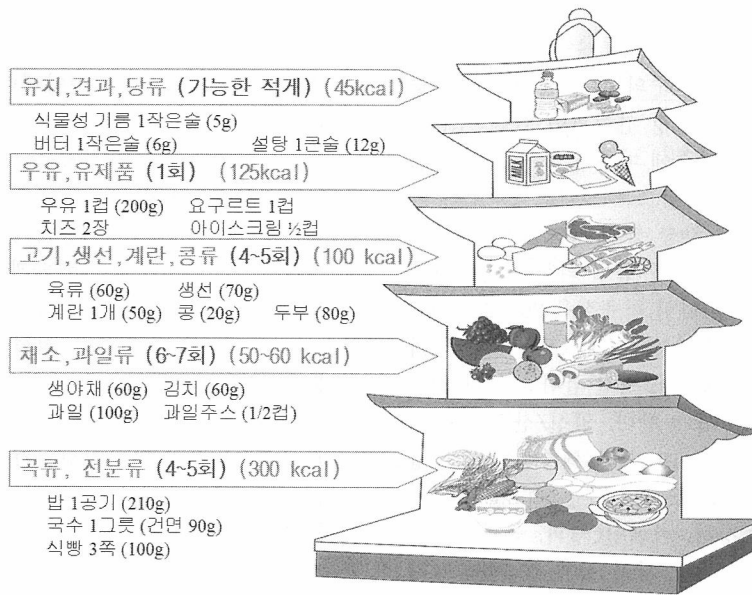 유지,견과,당류 (가능한 적게) (45kcal)
식물성 기름 1작은술 (5g)
버터 1작은술 (6g) 설탕 1큰술 (12g)
우유,유제품 (1회) (125kcal)
우유 1컵 (200g) 요구르트 1컵
치즈 2장 아이스크림 ½컵
고기,생선,계란,콩류 (4~5회) (100 kcal)
육류 (60g) 생선 (70g)
계란 1개 (50g) 콩 (20g) 두부 (80g)
채소,과일류 (6~7회) (50~60 kcal)
생야채 (60g) 김치 (60g)
과일 (100g) 과일주스 (1/2컵)
곡류, 전분류 (4~5회) (300 kcal)
밥 1공기 (210g)
국수 1그릇 (건면 90g)
식빵 3쪽 (100g)